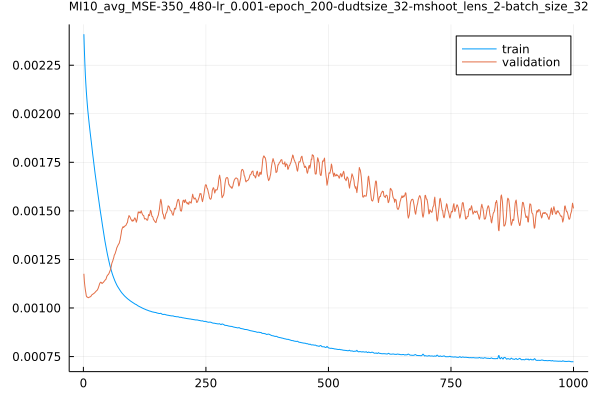 MI10_avg_MSE-350_480-lr_0.001-epoch_200-dudtsize_32-mshoot_lens_2-batch_size_32
train
validation
0.00225
0.00200
0.00175
0.00150
0.00125
0.00100
0.00075
0 250 500 750 1000